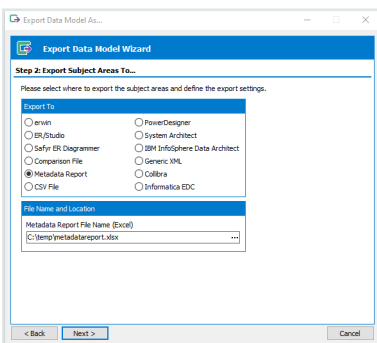 Export Data Model As...
Export Data Model Wizard
Step 2: Export Subject Areas To...
Please select where to export the subject areas and define the export settings.
Export To
erwin
PowerDesigner
ER/Studio
System Architect
Safyr ER Diagrammer
IBM InfoSphere Data Architect
Comparison File
Generic XML
Metadata Report
Collibra
CSV File
Informatica EDC
File Name and Location
Metadata Report File Name (Excel)
C:\temp\metadatareport.xlsx ...
< Back Next > Cancel